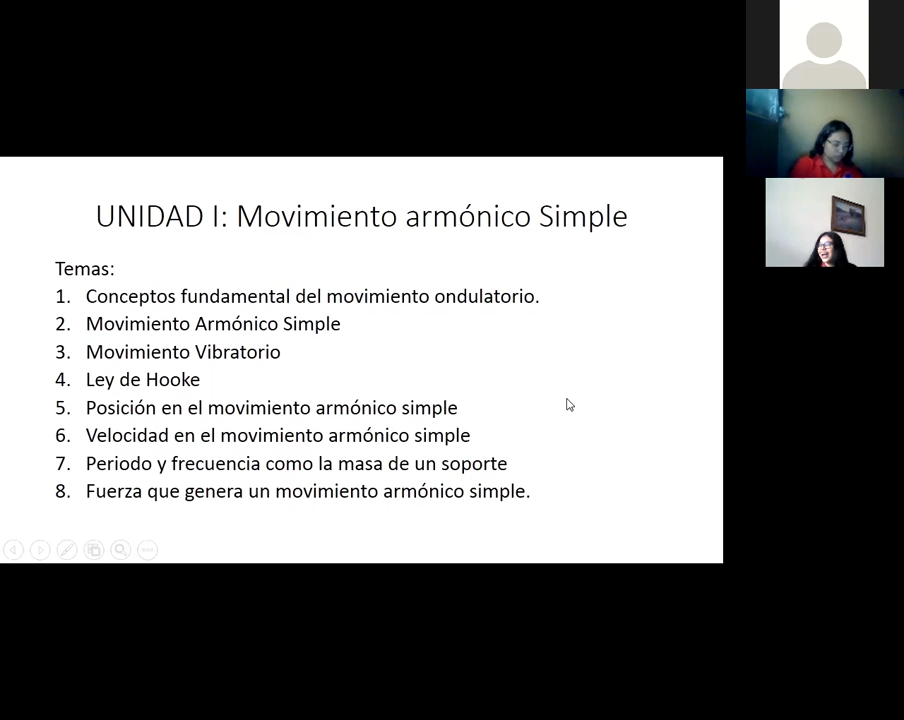 UNIDAD I: Movimiento armónico Simple
Temas:
1. Conceptos fundamental del movimiento ondulatorio.
2. Movimiento Armónico Simple
3. Movimiento Vibratorio
4. Ley de Hooke
5. Posición en el movimiento armónico simple
6. Velocidad en el movimiento armónico simple
7. Periodo y frecuencia como la masa de un soporte
8. Fuerza que genera un movimiento armónico simple.